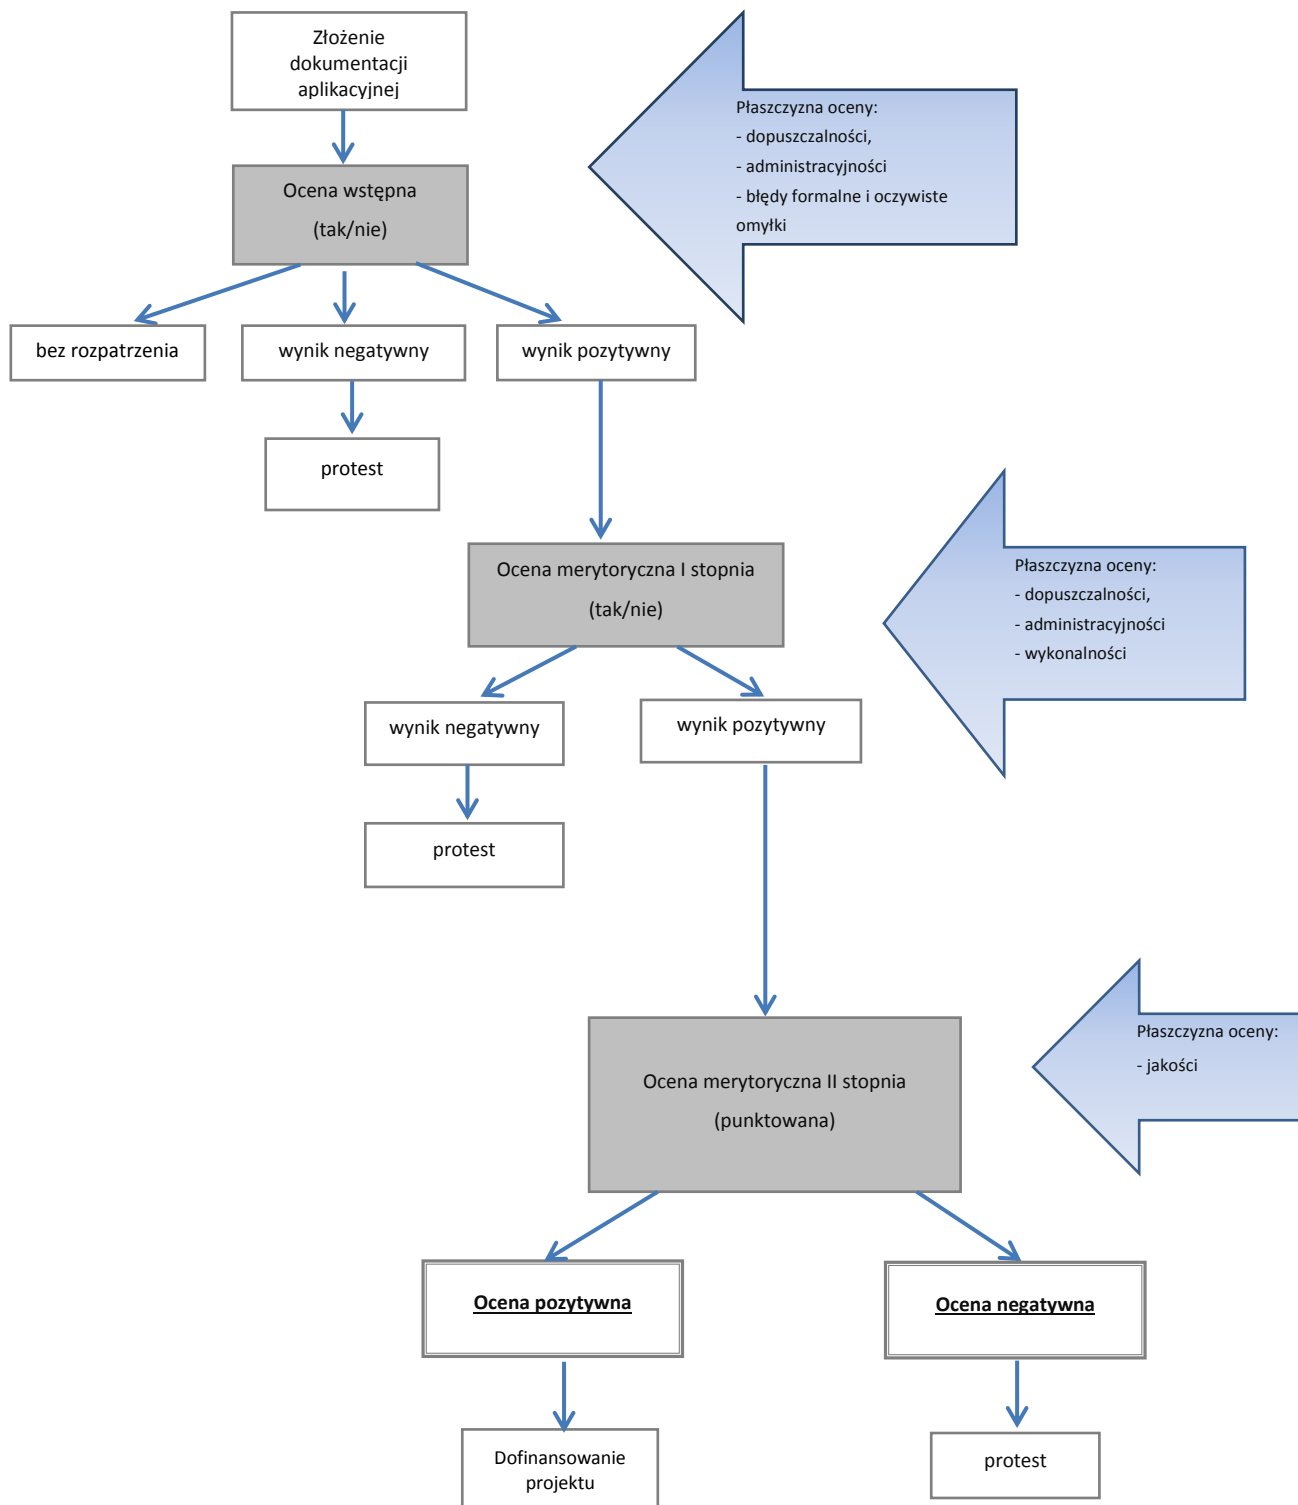 Złożenie
dokumentacji
aplikacyjnej
Płaszczyzna oceny:
- dopuszczalności,
- administracyjności
- błędy formalne i oczywiste
omyłki
Ocena wstępna
(tak/nie)
bez rozpatrzenia
wynik negatywny
wynik pozytywny
protest
Ocena merytoryczna I stopnia
(tak/nie)
Płaszczyzna oceny:
- dopuszczalności,
- administracyjności
- wykonalności
wynik negatywny
wynik pozytywny
protest
Ocena merytoryczna II stopnia
(punktowana)
Płaszczyzna oceny:
- jakości
Ocena pozytywna
Ocena negatywna
Dofinansowanie
projektu
protest